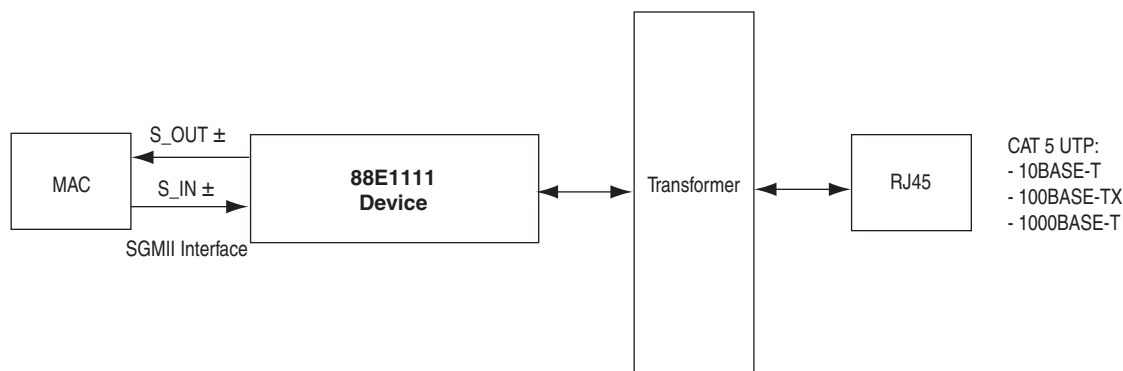 S_OUT ±
MAC
S_IN ±
SGMII Interface
88E1111
Device
Transformer
RJ45
CAT 5 UTP:
- 10BASE-T
- 100BASE-TX
- 1000BASE-T